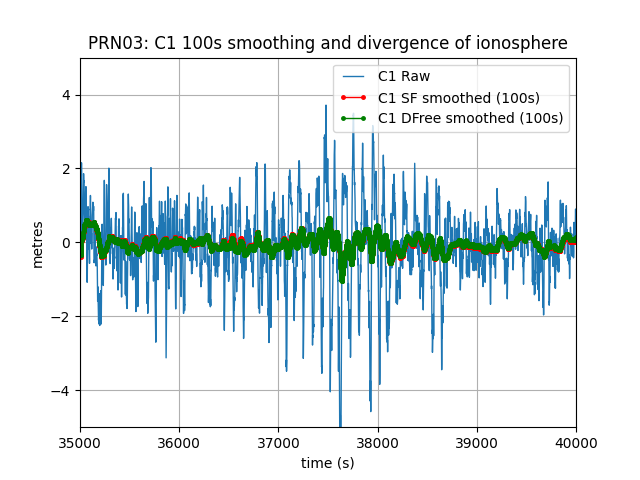 PRN03: C1 100s smoothing and divergence of ionosphere
C1 Raw
C1 SF smoothed (100s)
C1 DFree smoothed (100s)
metres
4
2
0
−2
−4
35000 36000 37000 38000 39000 40000
time (s)